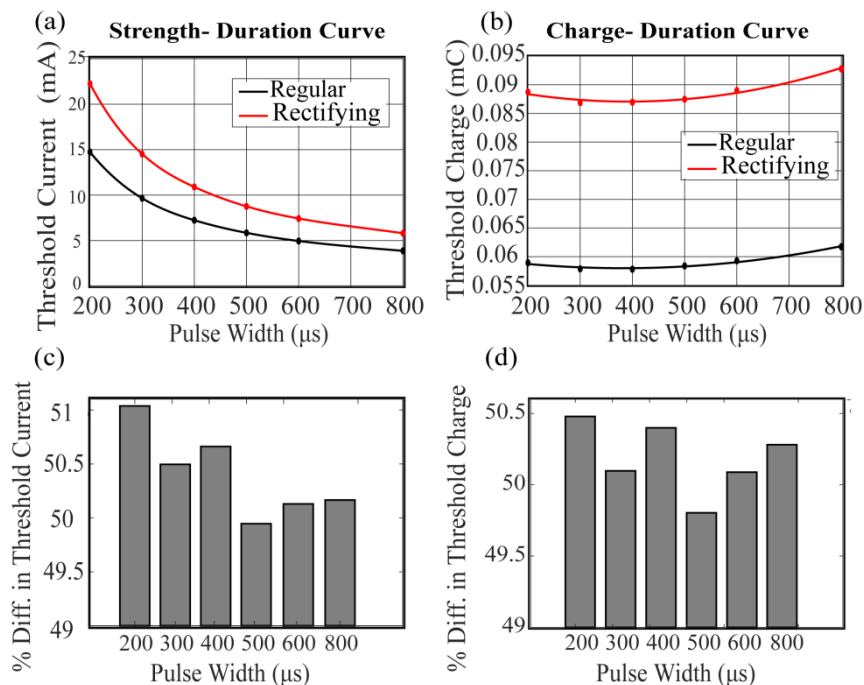 (a)
Strength- Duration Curve
Threshold Current (mA)
25
20
15
10
5
0
Regular
Rectifying
200 300 400 500 600 700 800
Pulse Width (µs)
(b)
Charge- Duration Curve
Threshold Charge (mC)
0.095
0.09
0.085
0.08
0.075
0.07
0.065
0.06
0.055
Regular
Rectifying
200 300 400 500 600 700 800
Pulse Width (µs)
(c)
% Diff. in Threshold Current
51
50.5
50
49.5
49
200 300 400 500 600 800
Pulse Width (µs)
(d)
% Diff. in Threshold Charge
50.5
50
49.5
49
200 300 400 500 600 800
Pulse Width (µs)